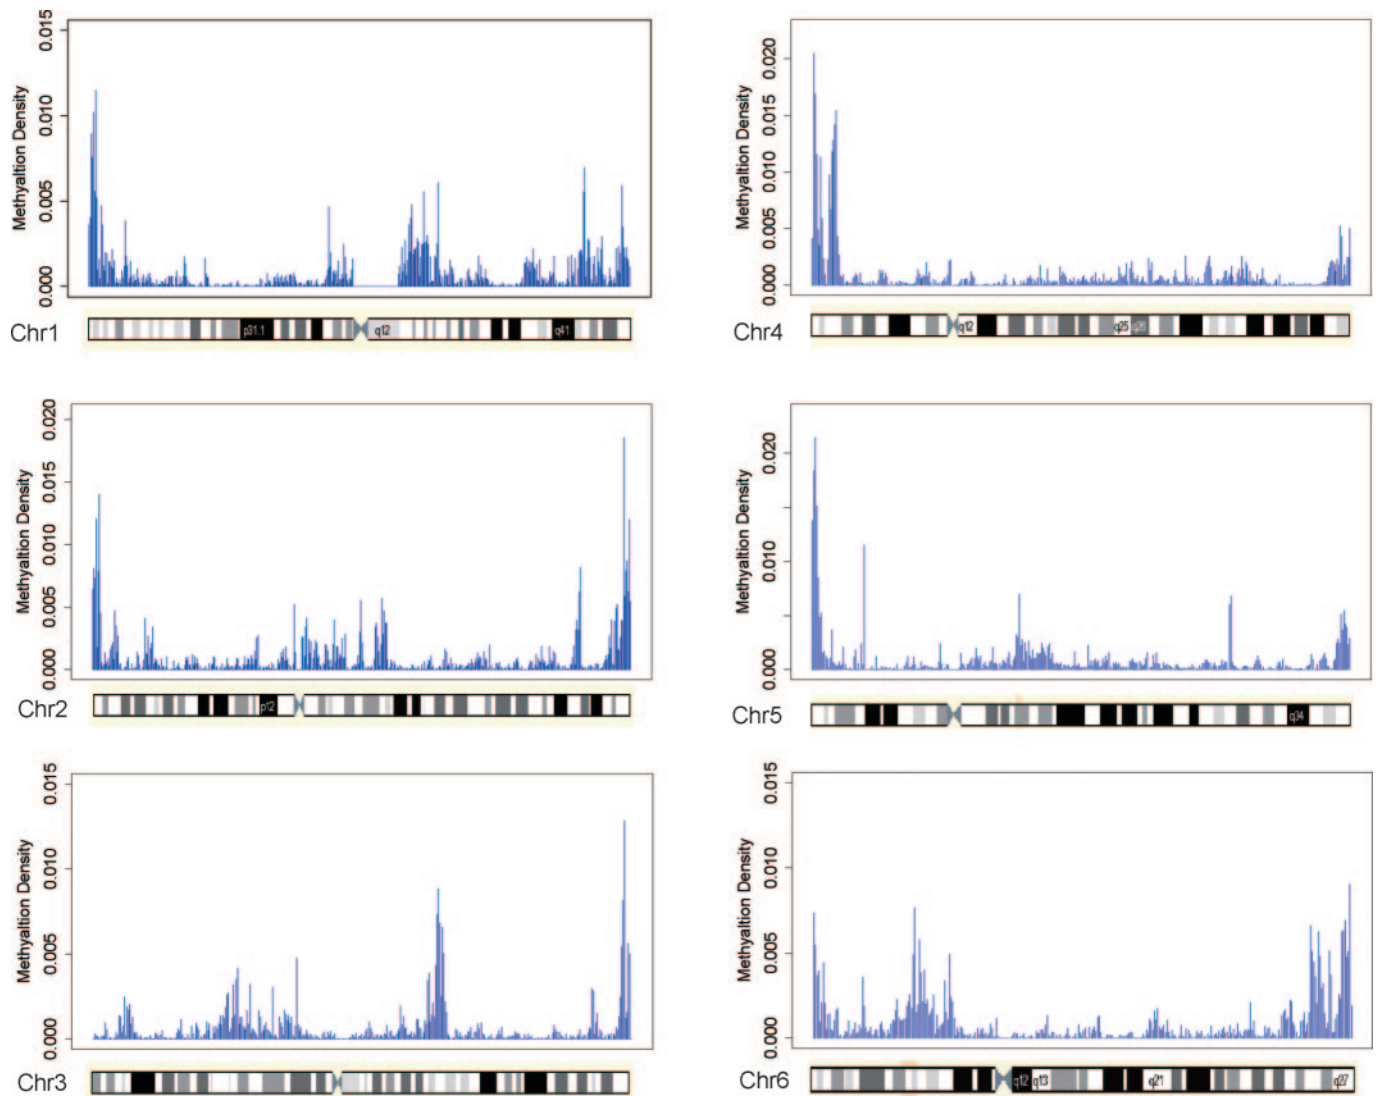 Methyaltion Density
0.000 0.005 0.010 0.015
Chr1
p31.1 q12 q41
Methyaltion Density
0.000 0.005 0.010 0.015 0.020
Chr4
q12 q25 q26
Methyaltion Density
0.000 0.005 0.010 0.015 0.020
Chr2
p12
Methyaltion Density
0.000 0.010 0.020
Chr5
q34
Methyaltion Density
0.000 0.005 0.010 0.015
Chr3
Methyaltion Density
0.000 0.005 0.010 0.015
Chr6
q12 q13 q21 q27